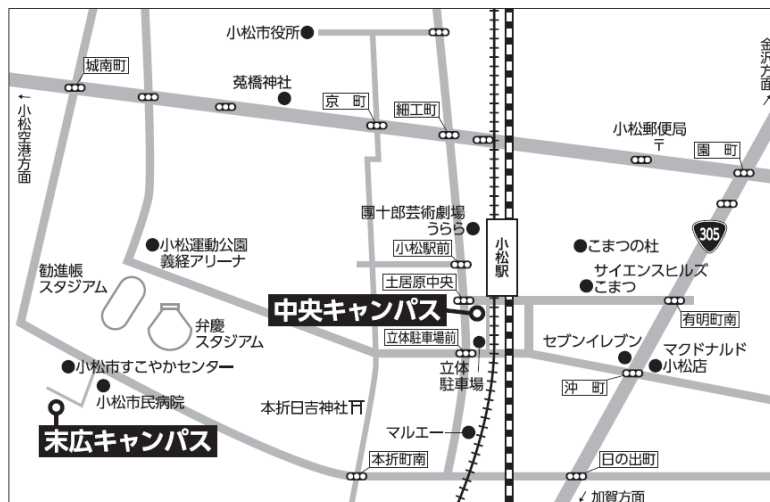 小松市役所
金沢方面
城南町
莵橋神社
京　町
細工町
小松郵便局
園　町
小松空港方面
305
團十郎芸術劇場
うらら
小松駅
小松運動公園
義経アリーナ
小松駅前
こまつの杜
サイエンスヒルズ
こまつ
勧進帳
スタジアム
土居原中央
中央キャンパス
有明町南
弁慶
スタジアム
立体駐車場前
セブンイレブン
マクドナルド
小松店
立体
駐車場
小松市すこやかセンター
小松市民病院
沖　町
本折日吉神社
末広キャンパス
マルエー
本折町南
日の出町
加賀方面